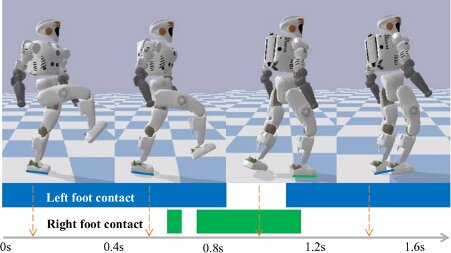 Left foot contact
Right foot contact
0s 0.4s 0.8s 1.2s 1.6s